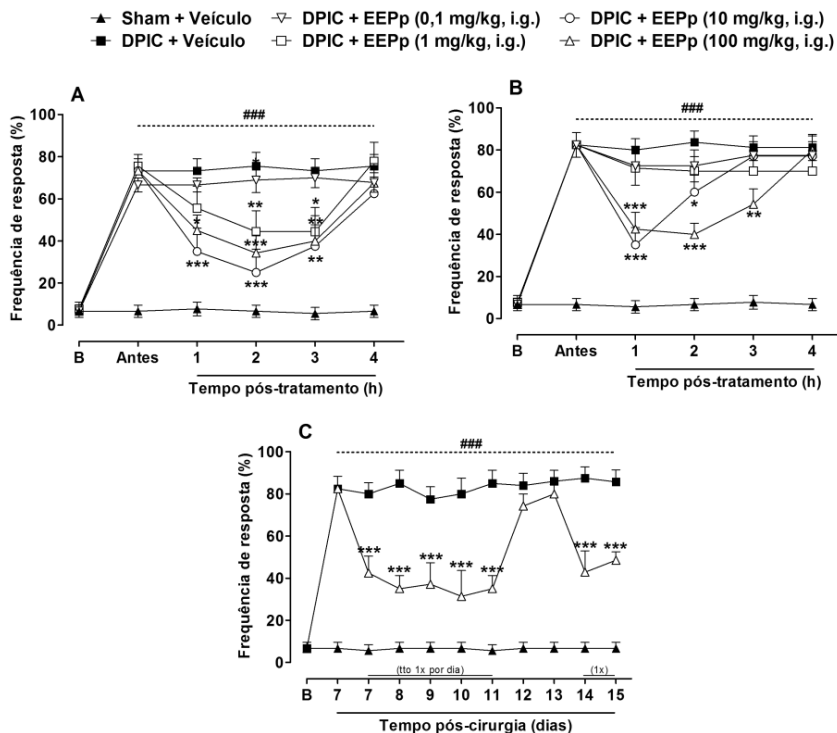 Sham + Veículo
DPIC + EEPp (0,1 mg/kg, i.g.)
DPIC + EEPp (10 mg/kg, i.g.)
DPIC + Veículo
DPIC + EEPp (1 mg/kg, i.g.)
DPIC + EEPp (100 mg/kg, i.g.)
A
###
Frequência de resposta (%)
100
80
60
40
20
0
*
***
**
***
***
*
**
**
B Antes 1 2 3 4
Tempo pós-tratamento (h)
B
###
Frequência de resposta (%)
100
80
60
40
20
0
***
***
*
***
**
B Antes 1 2 3 4
Tempo pós-tratamento (h)
C
###
Frequência de resposta (%)
100
80
60
40
20
0
*** *** *** *** *** *** ***
(tto 1x por dia) (1x)
B 7 7 8 9 10 11 12 13 14 15
Tempo pós-cirurgia (dias)